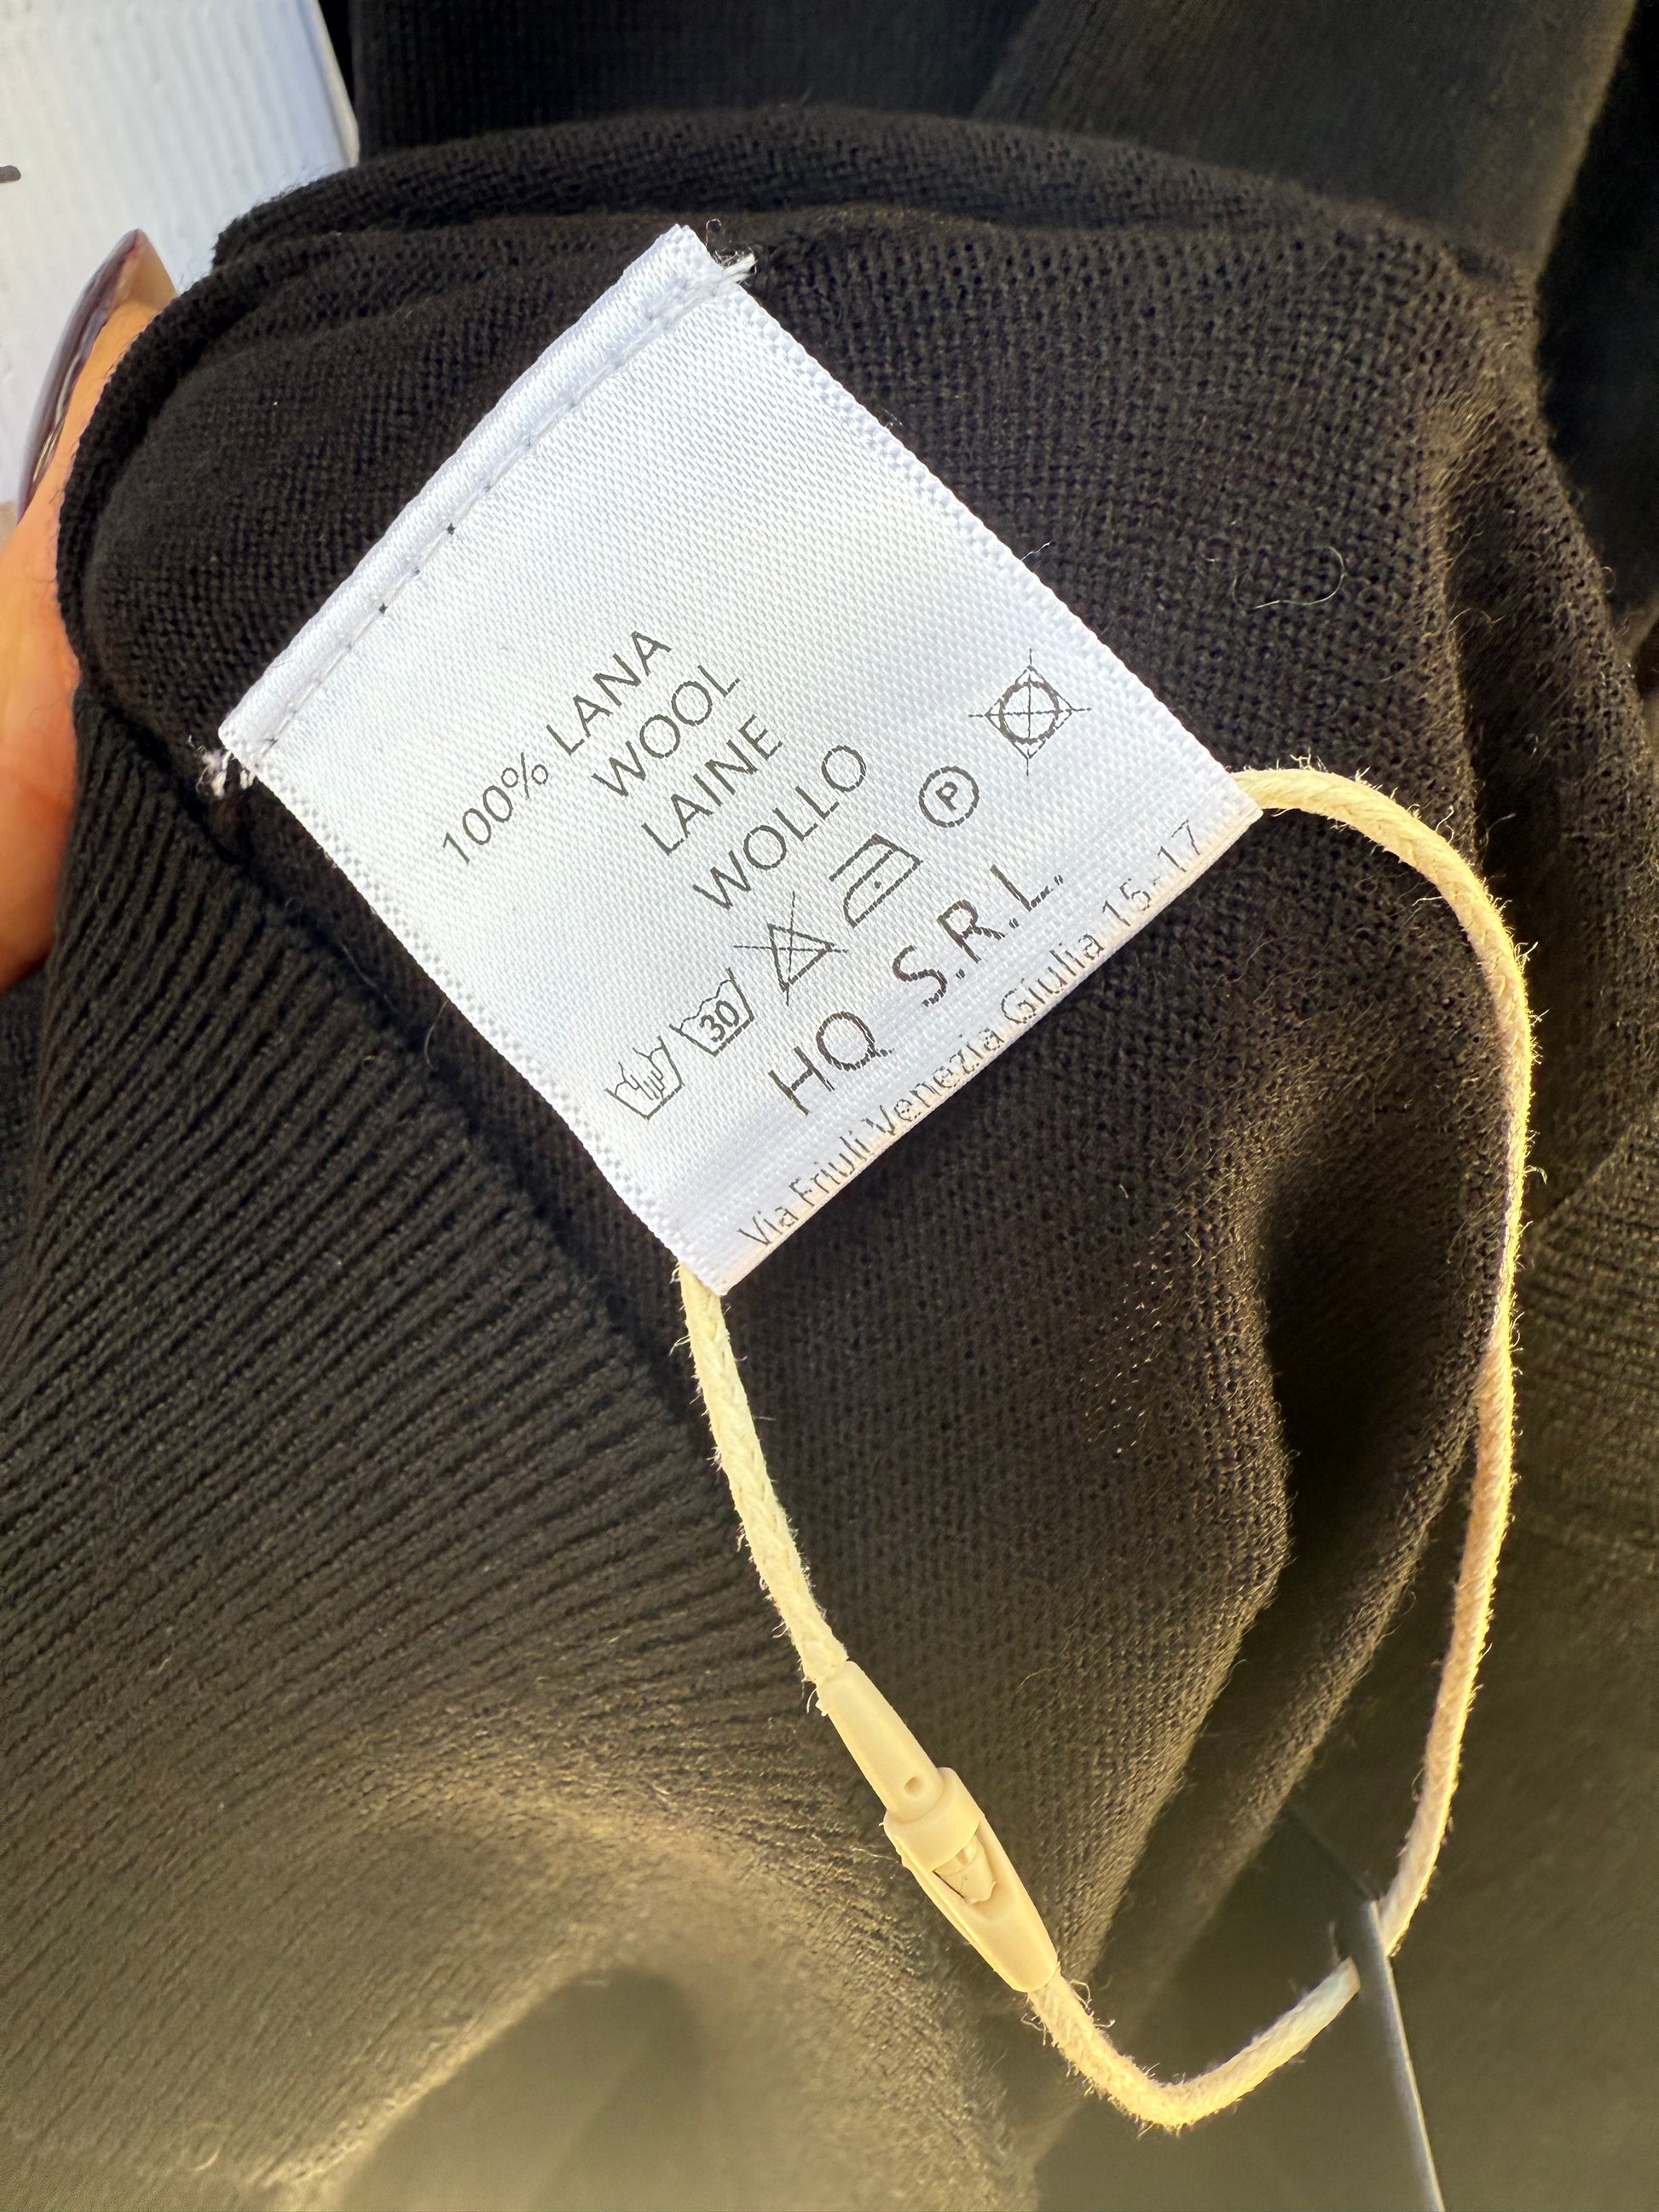 100% LANA
WOOL
LAINE
WOLLO
30 P
HQ S.R.L.
Via Friuli Venezia Giulia 15-17